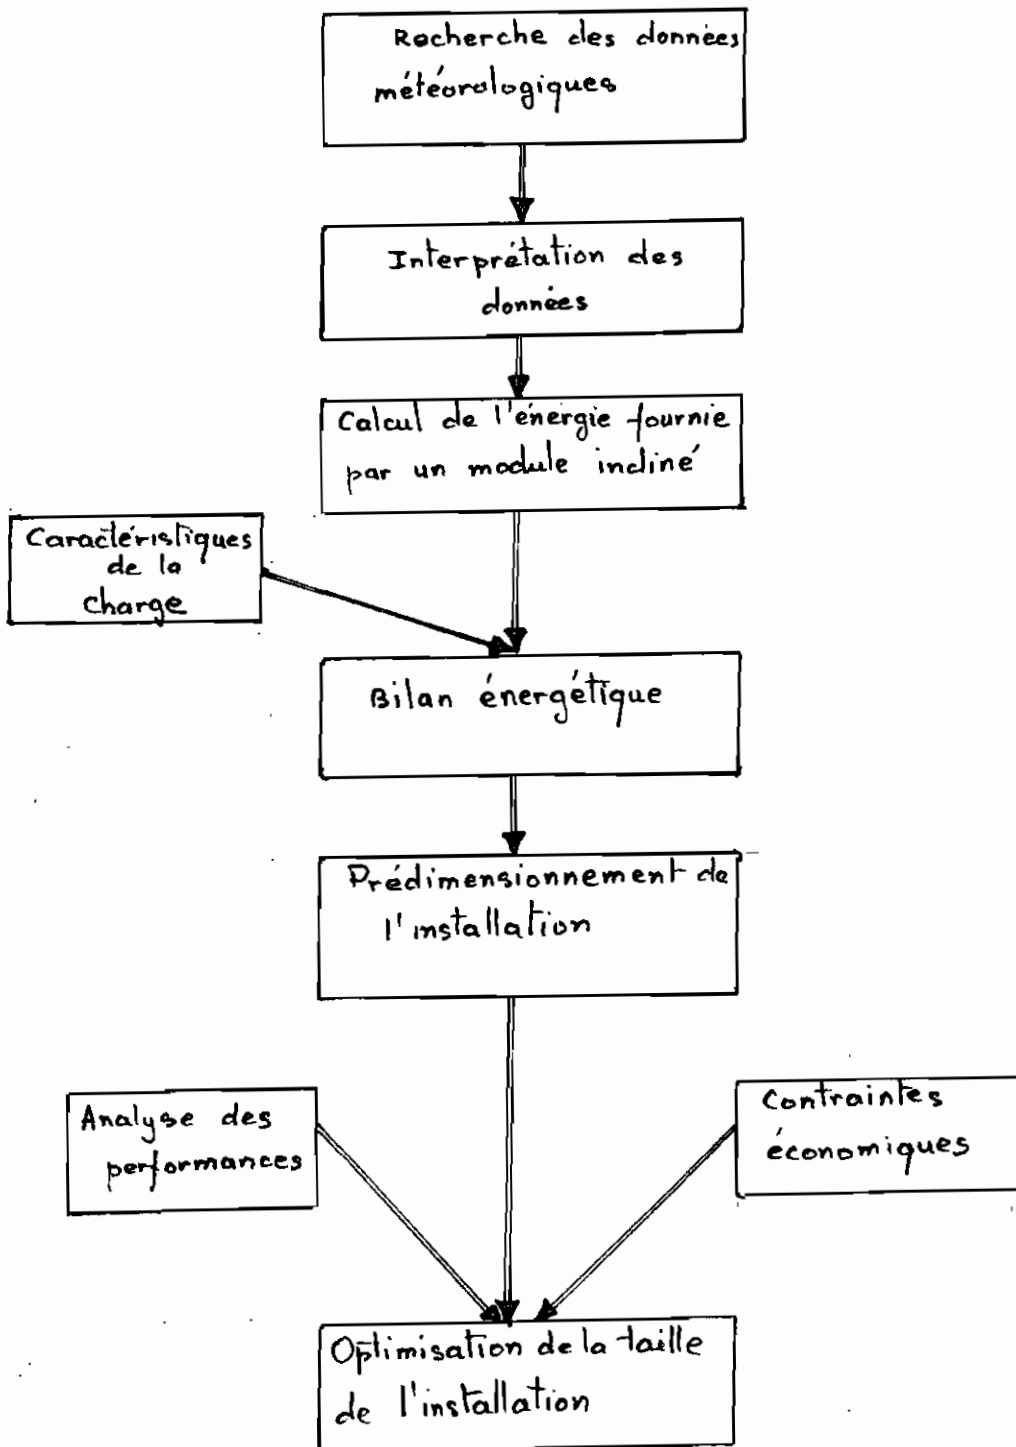 Recherche des données
météorologiques
Interprétation des
données
Calcul de l'énergie fournie
par un module incliné
Caractéristiques
de la
charge
Bilan énergétique
Prédimensionnement de
l'installation
Analyse des
performances
Contraintes
économiques
Optimisation de la taille
de l'installation